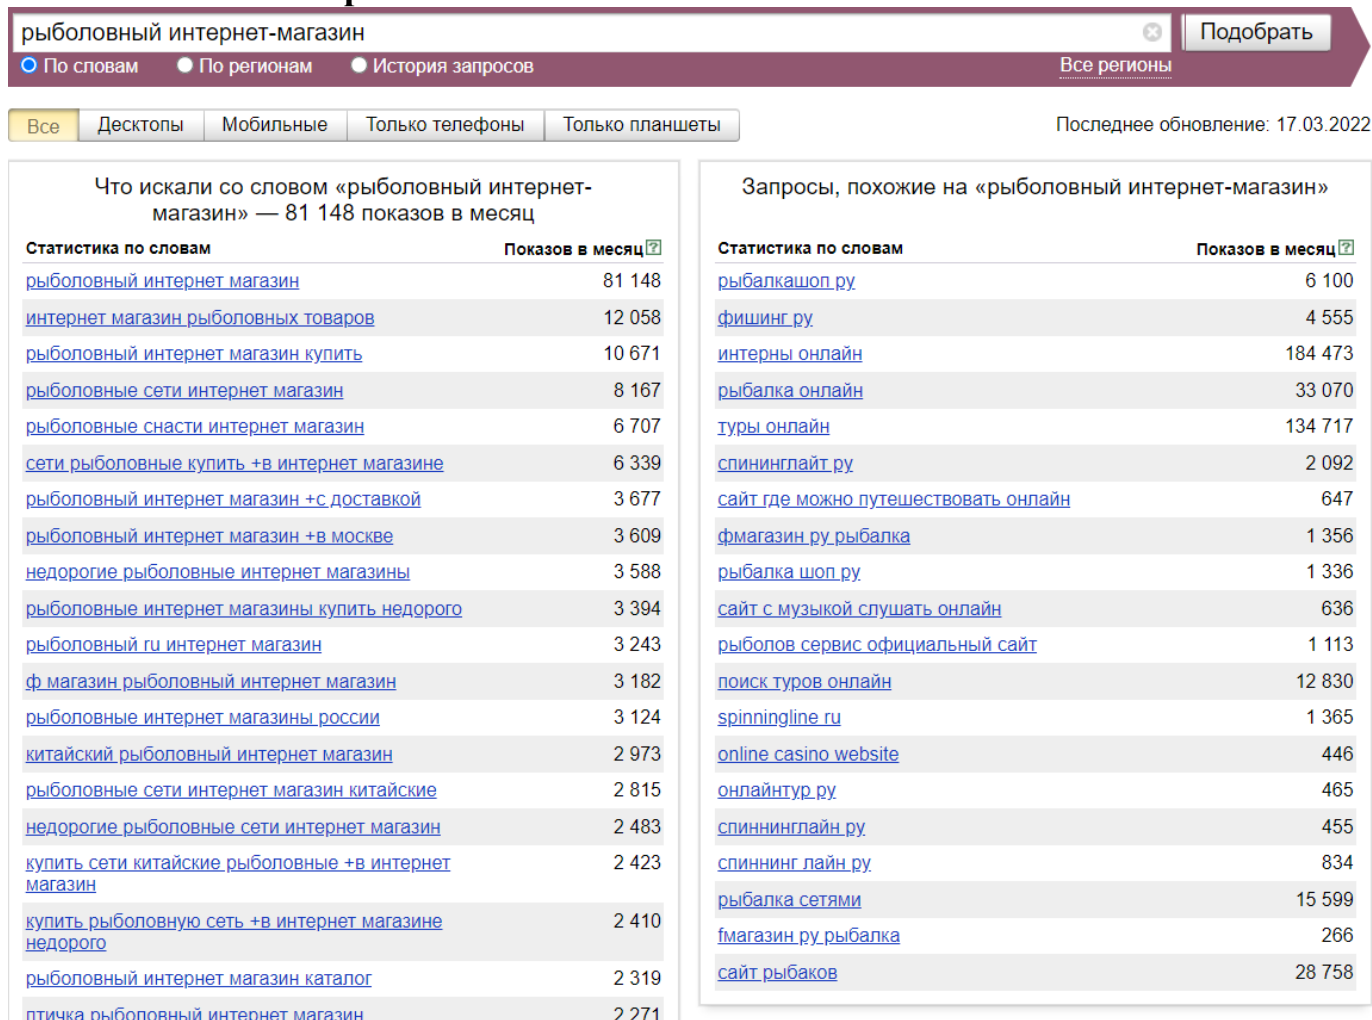 рыболовный интернет-магазин
Подобрать
По словам
По регионам
История запросов
Все регионы
Все
Десктопы
Мобильные
Только телефоны
Только планшеты
Последнее обновление: 17.03.2022
Что искали со словом «рыболовный интернет-
магазин» — 81 148 показов в месяц
Статистика по словам Показов в месяц ?
рыболовный интернет магазин 81 148
интернет магазин рыболовных товаров 12 058
рыболовный интернет магазин купить 10 671
рыболовные сети интернет магазин 8 167
рыболовные снасти интернет магазин 6 707
сети рыболовные купить +в интернет магазине 6 339
рыболовный интернет магазин +с доставкой 3 677
рыболовный интернет магазин +в москве 3 609
недорогие рыболовные интернет магазины 3 588
рыболовные интернет магазины купить недорого 3 394
рыболовный ru интернет магазин 3 243
ф магазин рыболовный интернет магазин 3 182
рыболовные интернет магазины россии 3 124
китайский рыболовный интернет магазин 2 973
рыболовные сети интернет магазин китайские 2 815
недорогие рыболовные сети интернет магазин 2 483
купить сети китайские рыболовные +в интернет 2 423
магазин
купить рыболовную сеть +в интернет магазине 2 410
недорого
рыболовный интернет магазин каталог 2 319
птичка рыболовный интернет магазин 2 271
Запросы, похожие на «рыболовный интернет-магазин»
Статистика по словам Показов в месяц ?
рыбалкашоп ру 6 100
фишинг ру 4 555
интерны онлайн 184 473
рыбалка онлайн 33 070
туры онлайн 134 717
спининглайт ру 2 092
сайт где можно путешествовать онлайн 647
фмагазин ру рыбалка 1 356
рыбалка шоп ру 1 336
сайт с музыкой слушать онлайн 636
рыболов сервис официальный сайт 1 113
поиск туров онлайн 12 830
spinningline ru 1 365
online casino website 446
онлайнтур ру 465
спиннинглайн ру 455
спиннинг лайн ру 834
рыбалка сетями 15 599
fмагазин ру рыбалка 266
сайт рыбаков 28 758